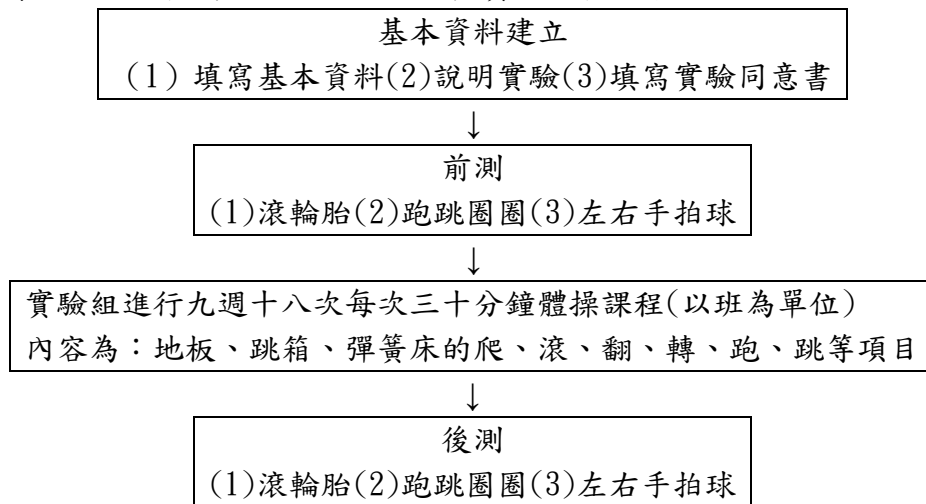 基本資料建立
(1) 填寫基本資料(2)說明實驗(3)填寫實驗同意書
↓
前測
(1)滾輪胎(2)跑跳圈圈(3)左右手拍球
↓
實驗組進行九週十八次每次三十分鐘體操課程(以班為單位)
內容為：地板、跳箱、彈簧床的爬、滾、翻、轉、跑、跳等項目
↓
後測
(1)滾輪胎(2)跑跳圈圈(3)左右手拍球